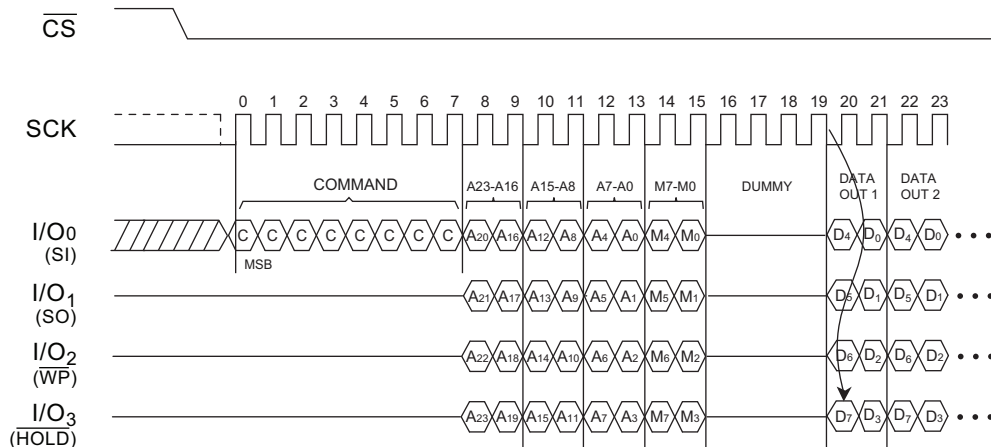 CS
0 1 2 3 4 5 6 7 8 9 10 11 12 13 14 15 16 17 18 19 20 21 22 23
SCK
COMMAND A23-A16 A15-A8 A7-A0 M7-M0 DUMMY DATA OUT 1 DATA OUT 2
I/O0 (SI) C C C C C C C C A20 A16 A12 A8 A4 A0 M4 M0 D4 D0 D4 D0
MSB
I/O1 (SO) A21 A17 A13 A9 A5 A1 M5 M1 D5 D1 D5 D1
I/O2 (WP) A22 A18 A14 A10 A6 A2 M6 M2 D6 D2 D6 D2
I/O3 (HOLD) A23 A19 A15 A11 A7 A3 M7 M3 D7 D3 D7 D3